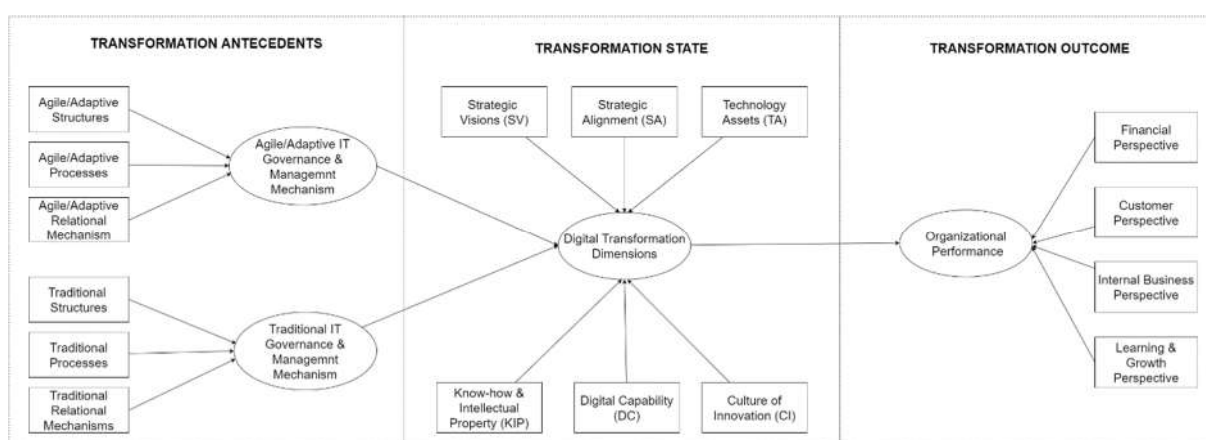 TRANSFORMATION ANTECEDENTS
Agile/Adaptive
Structures
Agile/Adaptive
Processes
Agile/Adaptive
Relational
Mechanism
Agile/Adaptive IT
Governance &
Managemnt
Mechanism
Traditional
Structures
Traditional
Processes
Traditional
Relational
Mechanisms
Traditional IT
Governance &
Managemnt
Mechanism
TRANSFORMATION STATE
Strategic
Visions (SV)
Strategic
Alignment (SA)
Technology
Assets (TA)
Digital Transformation
Dimensions
Know-how &
Intellectual
Property (KIP)
Digital Capability
(DC)
Culture of
Innovation (CI)
TRANSFORMATION OUTCOME
Organizational
Performance
Financial
Perspective
Customer
Perspective
Internal Business
Perspective
Learning &
Growth
Perspective